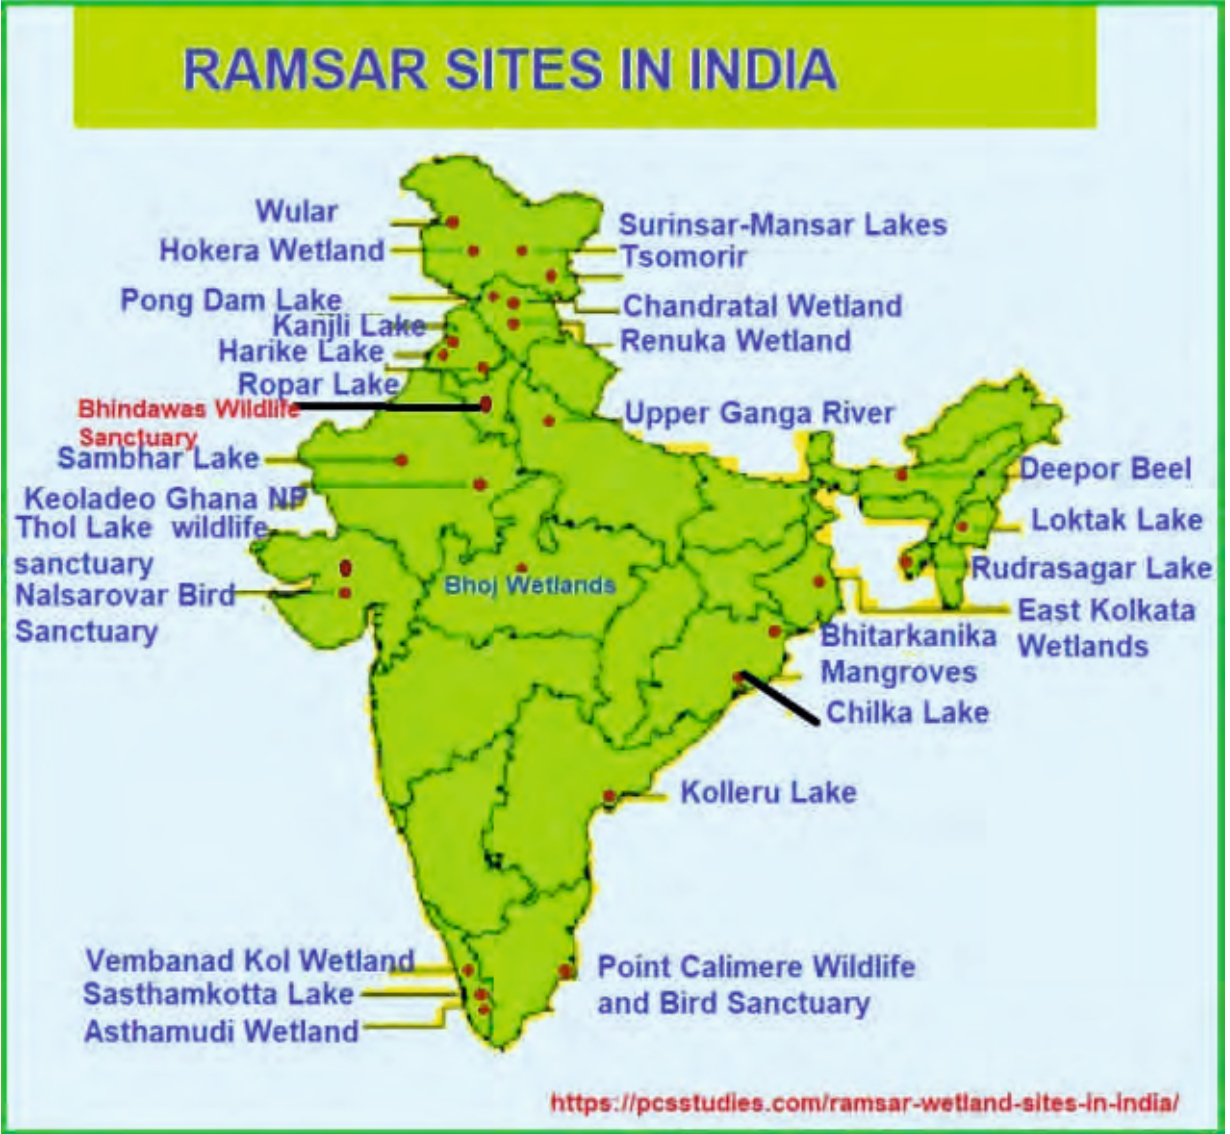 RAMSAR SITES IN INDIA
Wular
Hokera Wetland
Pong Dam Lake
Kanjli Lake
Harike Lake
Ropar Lake
Bhindawas Wildlife
Sanctuary
Sambhar Lake
Keoladeo Ghana NP
Thol Lake wildlife
sanctuary
Nalsarovar Bird
Sanctuary
Surinsar-Mansar Lakes
Tsomorir
Chandratal Wetland
Renuka Wetland
Upper Ganga River
Deepor Beel
Loktak Lake
Rudrasagar Lake
East Kolkata
Wetlands
Bhoj Wetlands
Bhitarkanika
Mangroves
Chilka Lake
Kolleru Lake
Vembanad Kol Wetland
Sasthamkotta Lake
Asthamudi Wetland
Point Calimere Wildlife
and Bird Sanctuary
https://pcsstudies.com/ramsar-wetland-sites-in-india/